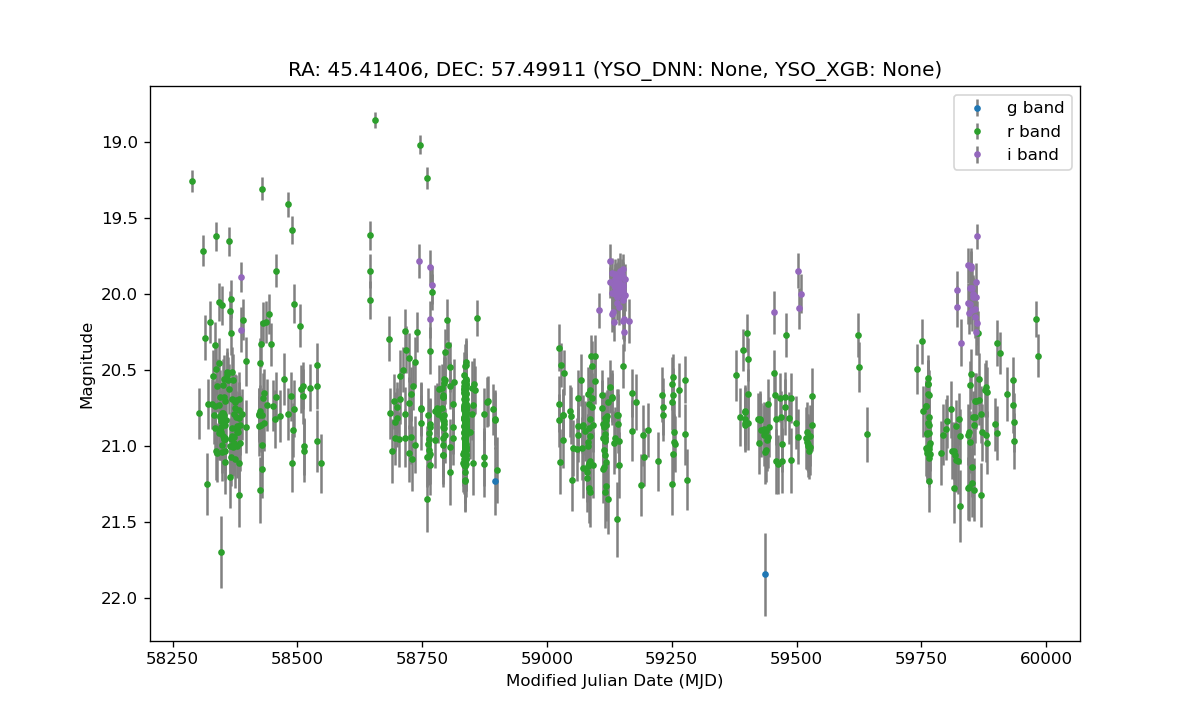 RA: 45.41406, DEC: 57.49911 (YSO_DNN: None, YSO_XGB: None)
g band
r band
i band
Magnitude
19.0
19.5
20.0
20.5
21.0
21.5
22.0
58250 58500 58750 59000 59250 59500 59750 60000
Modified Julian Date (MJD)